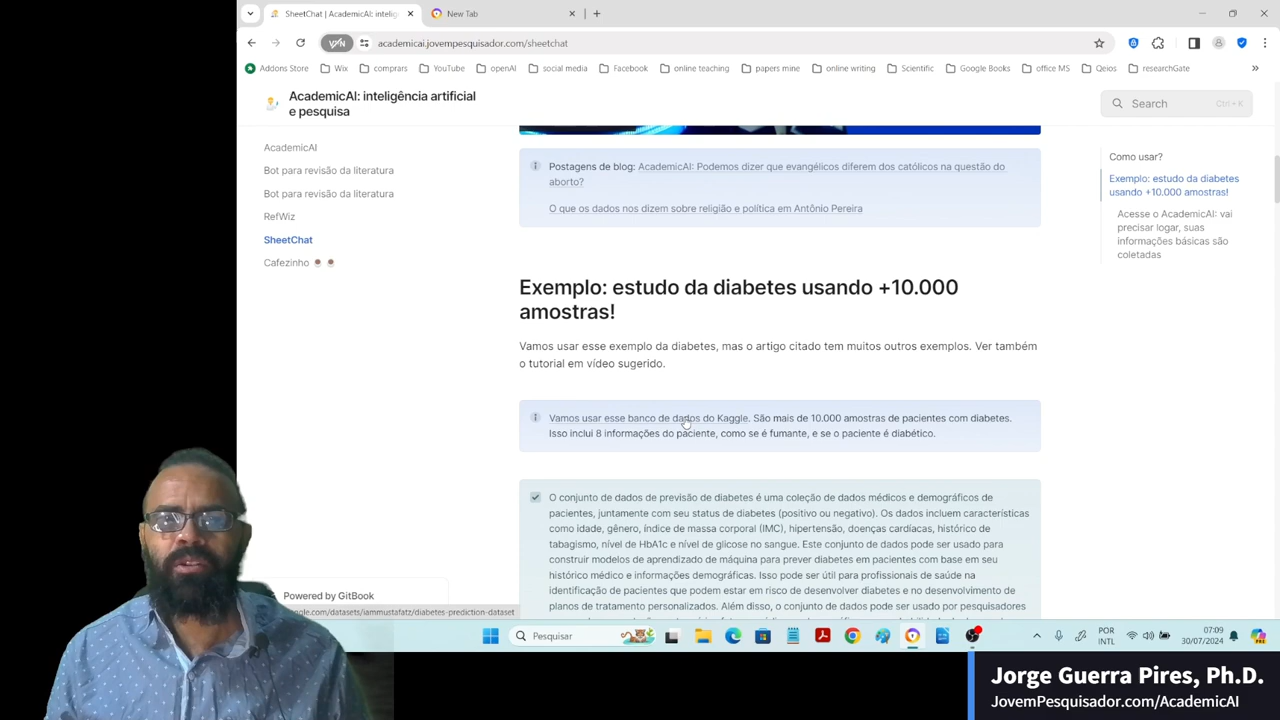 SheetChat | AcademicAI: intelig
New Tab
VPN
academicai.jovempesquisador.com/sheetchat
Addons Store
Wix
comprars
YouTube
openAI
social media
Facebook
online teaching
papers mine
online writing
Scientific
Google Books
office MS
Qeios
researchGate
AcademicAI: inteligência artificial
e pesquisa
Search
Ctrl + K
AcademicAI
Bot para revisão da literatura
Bot para revisão da literatura
RefWiz
SheetChat
Cafezinho
Powered by GitBook
Postagens de blog: AcademicAI: Podemos dizer que evangélicos diferem dos católicos na questão do
aborto?
O que os dados nos dizem sobre religião e política em Antônio Pereira
Exemplo: estudo da diabetes usando +10.000
amostras!
Vamos usar esse exemplo da diabetes, mas o artigo citado tem muitos outros exemplos. Ver também
o tutorial em vídeo sugerido.
Vamos usar esse banco de dados do Kaggle. São mais de 10.000 amostras de pacientes com diabetes.
Isso inclui 8 informações do paciente, como se é fumante, e se o paciente é diabético.
O conjunto de dados de previsão de diabetes é uma coleção de dados médicos e demográficos de
pacientes, juntamente com seu status de diabetes (positivo ou negativo). Os dados incluem características
como idade, gênero, índice de massa corporal (IMC), hipertensão, doenças cardíacas, histórico de
tabagismo, nível de HbA1c e nível de glicose no sangue. Este conjunto de dados pode ser usado para
construir modelos de aprendizado de máquina para prever diabetes em pacientes com base em seu
histórico médico e informações demográficas. Isso pode ser útil para profissionais de saúde na
identificação de pacientes que podem estar em risco de desenvolver diabetes e no desenvolvimento de
planos de tratamento personalizados. Além disso, o conjunto de dados pode ser usado por pesquisadores
Como usar?
Exemplo: estudo da diabetes
usando +10.000 amostras!
Acesse o AcademicAI: vai
precisar logar, suas
informações básicas são
coletadas
gle.com/datasets/iammustafatz/diabetes-prediction-dataset
Pesquisar
POR
INTL
07:09
30/07/2024
Jorge Guerra Pires, Ph.D.
JovemPesquisador.com/AcademicAI